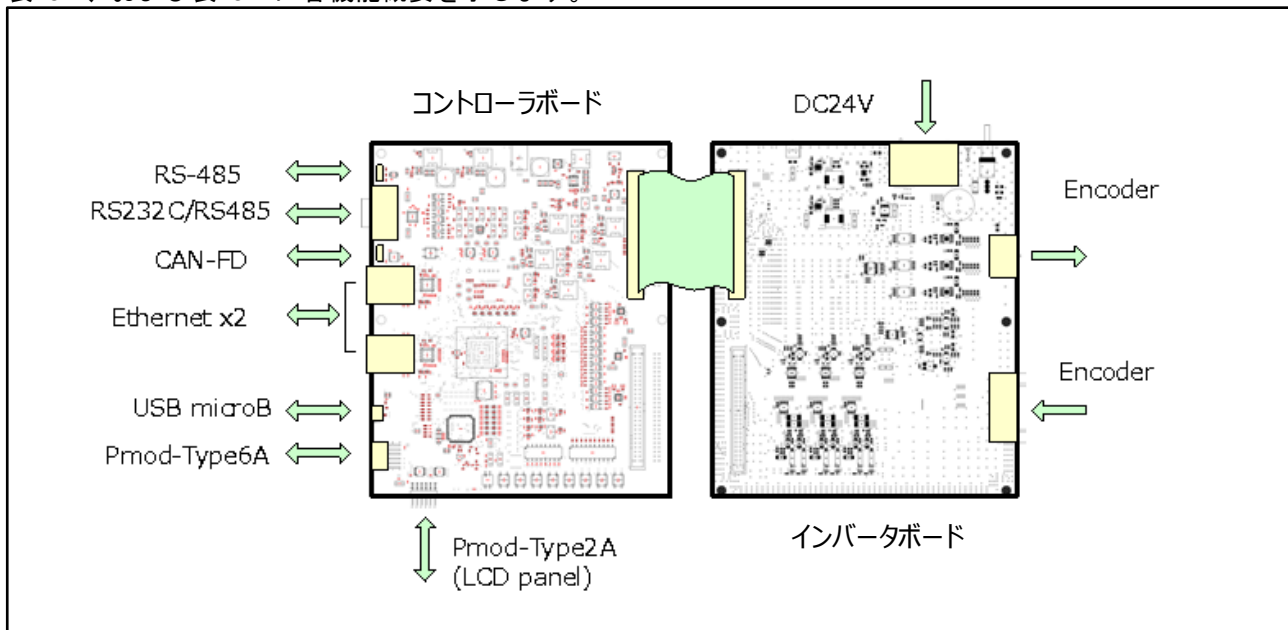 コントローラボード
DC24V
RS-485
RS232C/RS485
CAN-FD
Ethernet x2
USB microB
Pmod-Type6A
Pmod-Type2A
(LCD panel)
Encoder
Encoder
インバータボード